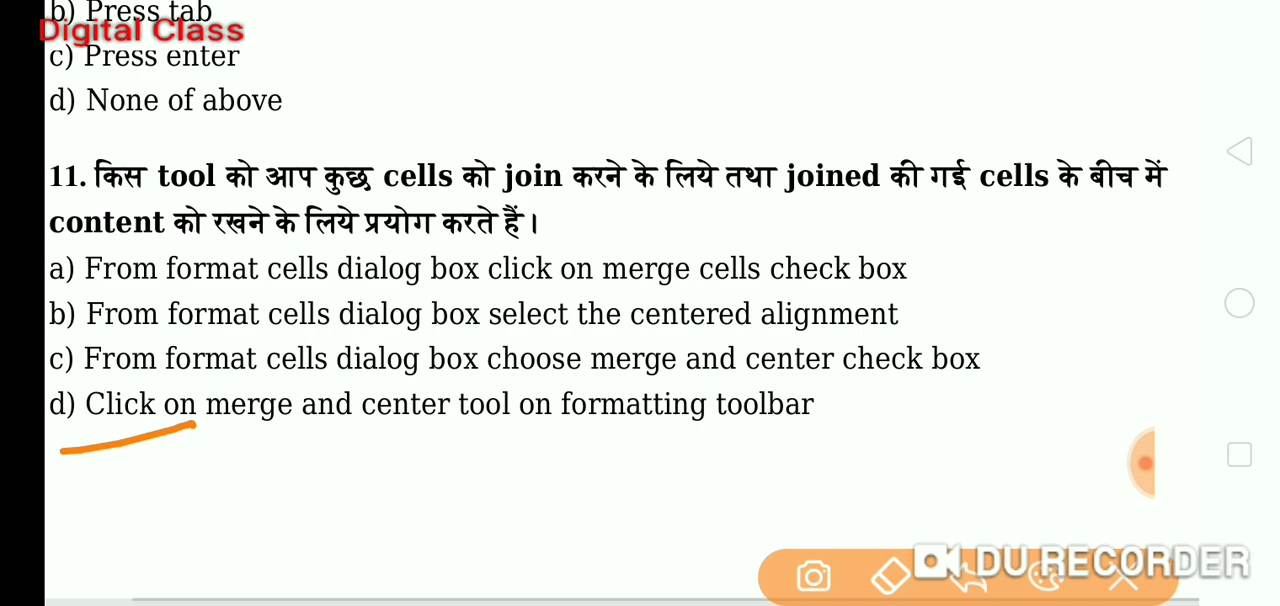 b) Press tab
Digital Class
c) Press enter
d) None of above
11. किस tool को आप कुछ cells को join करने के लिये तथा joined की गई cells के बीच में
content को रखने के लिये प्रयोग करते हैं।
a) From format cells dialog box click on merge cells check box
b) From format cells dialog box select the centered alignment
c) From format cells dialog box choose merge and center check box
d) Click on merge and center tool on formatting toolbar
DU RECORDER